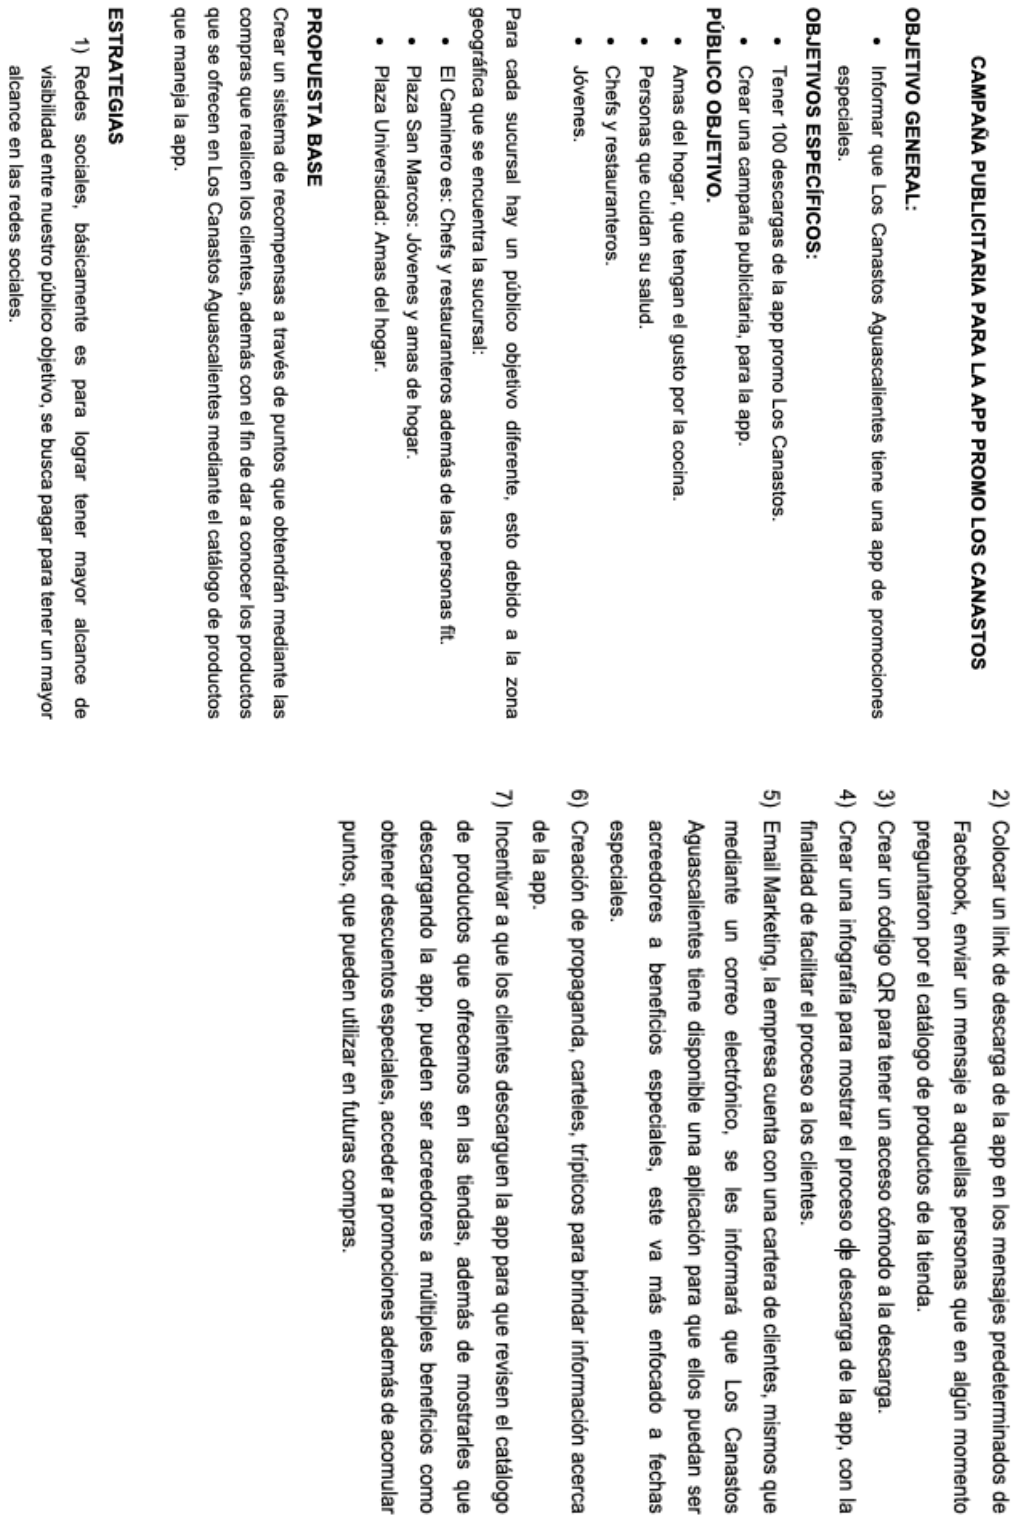 CAMPAÑA PUBLICITARIA PARA LA APP PROMO LOS CANASTOS
OBJETIVO GENERAL:
• Informar que Los Canastos Aguascalientes tiene una app de promociones
especiales.
OBJETIVOS ESPECÍFICOS:
• Tener 100 descargas de la app promo Los Canastos.
• Crear una campaña publicitaria, para la app.
PÚBLICO OBJETIVO.
• Amas del hogar, que tengan el gusto por la cocina.
• Personas que cuidan su salud.
• Chefs y restauranteros.
• Jóvenes.
Para cada sucursal hay un público objetivo diferente, esto debido a la zona
geográfica que se encuentra la sucursal:
• El Caminero es: Chefs y restauranteros además de las personas fit.
• Plaza San Marcos: Jóvenes y amas de hogar.
• Plaza Universidad: Amas del hogar.
PROPUESTA BASE
Crear un sistema de recompensas a través de puntos que obtendrán mediante las
compras que realicen los clientes, además con el fin de dar a conocer los productos
que se ofrecen en Los Canastos Aguascalientes mediante el catálogo de productos
que maneja la app.
ESTRATEGIAS
1) Redes sociales, básicamente es para lograr tener mayor alcance de
visibilidad entre nuestro público objetivo, se busca pagar para tener un mayor
alcance en las redes sociales.
2) Colocar un link de descarga de la app en los mensajes predeterminados de
Facebook, enviar un mensaje a aquellas personas que en algún momento
preguntaron por el catálogo de productos de la tienda.
3) Crear un código QR para tener un acceso cómodo a la descarga.
4) Crear una infografía para mostrar el proceso de descarga de la app, con la
finalidad de facilitar el proceso a los clientes.
5) Email Marketing, la empresa cuenta con una cartera de clientes, mismos que
mediante un correo electrónico, se les informará que Los Canastos
Aguascalientes tiene disponible una aplicación para que ellos puedan ser
acreedores a beneficios especiales, este va más enfocado a fechas
especiales.
6) Creación de propaganda, carteles, trípticos para brindar información acerca
de la app.
7) Incentivar a que los clientes descarguen la app para que revisen el catálogo
de productos que ofrecemos en las tiendas, además de mostrarles que
descargando la app, pueden ser acreedores a múltiples beneficios como
obtener descuentos especiales, acceder a promociones además de acomular
puntos, que pueden utilizar en futuras compras.